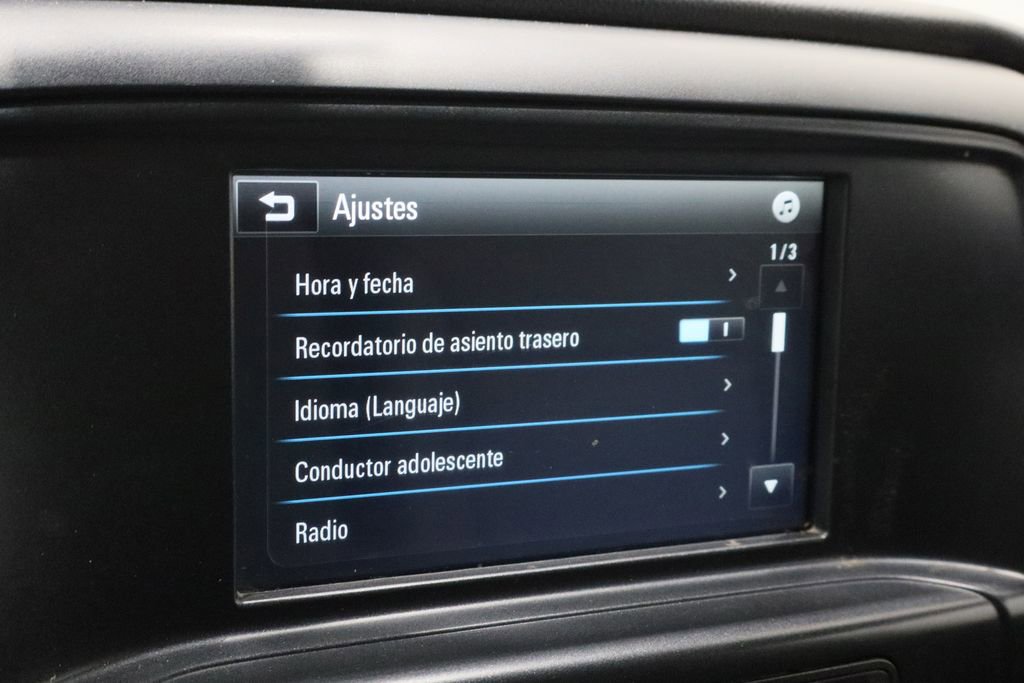 Ajustes
1/3
Hora y fecha
Recordatorio de asiento trasero
Idioma (Languaje)
Conductor adolescente
Radio